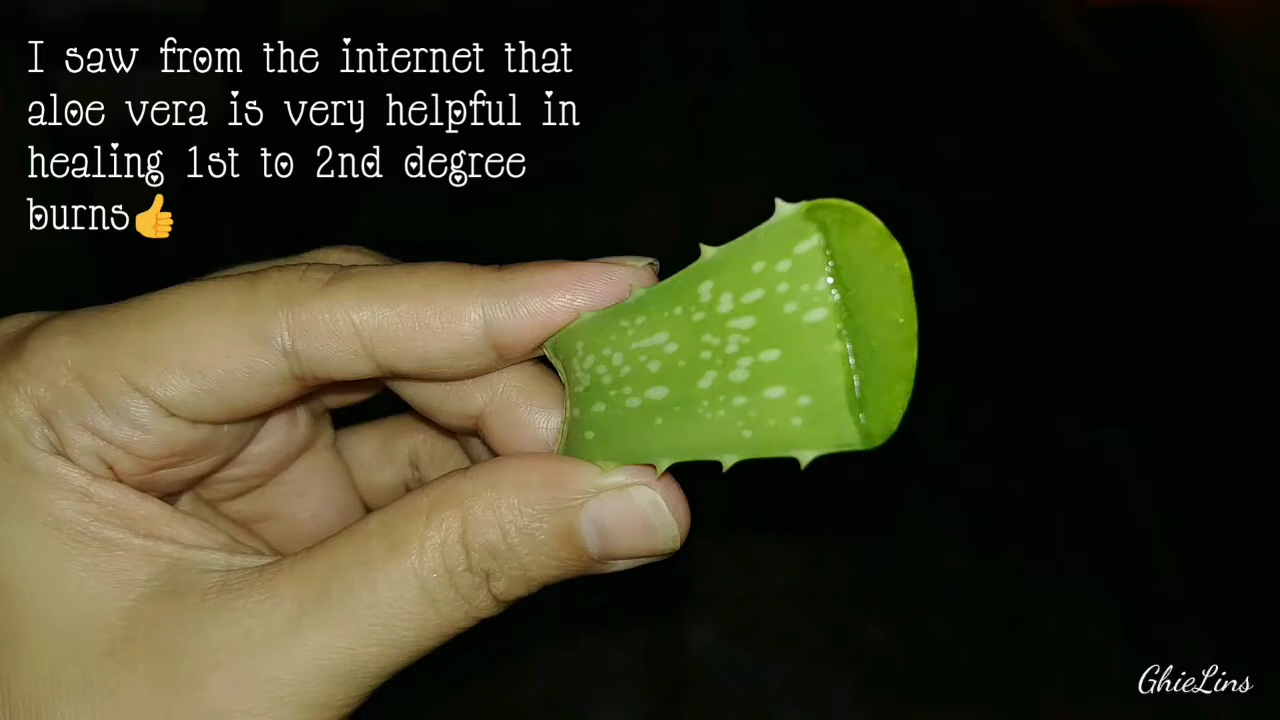 I saw from the internet that
aloe vera is very helpful in
healing 1st to 2nd degree
burns👍
GhieLins